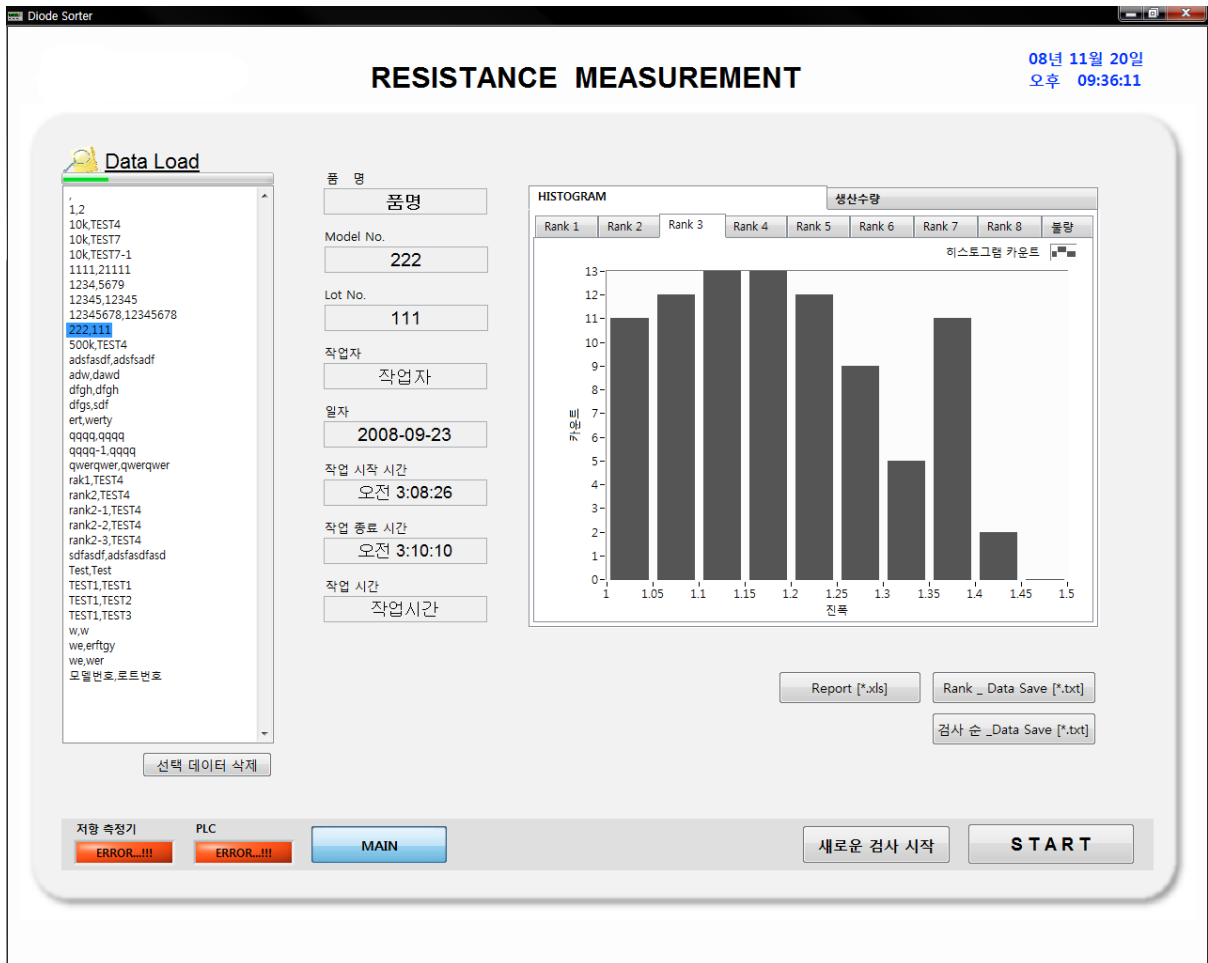 Diode Sorter
RESISTANCE MEASUREMENT
08년 11월 20일
오후 09:36:11
Data Load
,
1,2
10k,TEST4
10k,TEST7
10k,TEST7-1
1111,21111
1234,5679
12345,12345
12345678,12345678
222,111
500k,TEST4
adsfasdf,adsfsadf
adw,dawd
dfgh,dfgh
dfgs,sdf
ert,werty
qqqq,qqqq
qqqq-1,qqqq
qwerqwer,qwerqwer
rak1,TEST4
rank2,TEST4
rank2-1,TEST4
rank2-2,TEST4
rank2-3,TEST4
sdfasdf,adsfasdfasd
Test,Test
TEST1,TEST1
TEST1,TEST2
TEST1,TEST3
w,w
we,erftgy
we,wer
모델번호,로트번호
선택 데이터 삭제
품 명
품명
Model No.
222
Lot No.
111
작업자
작업자
일자
2008-09-23
작업 시작 시간
오전 3:08:26
작업 종료 시간
오전 3:10:10
작업 시간
작업시간
HISTOGRAM 생산수량
Rank 1 Rank 2 Rank 3 Rank 4 Rank 5 Rank 6 Rank 7 Rank 8 불량
히스토그램 카운트
13
12
11
10
9
8
7
6
5
4
3
2
1
0
카운트
1 1.05 1.1 1.15 1.2 1.25 1.3 1.35 1.4 1.45 1.5
진폭
Report [*.xls] Rank _ Data Save [*.txt]
검사 순 _Data Save [*.txt]
저항 측정기 PLC
ERROR...!!! ERROR...!!!
MAIN
새로운 검사 시작
START